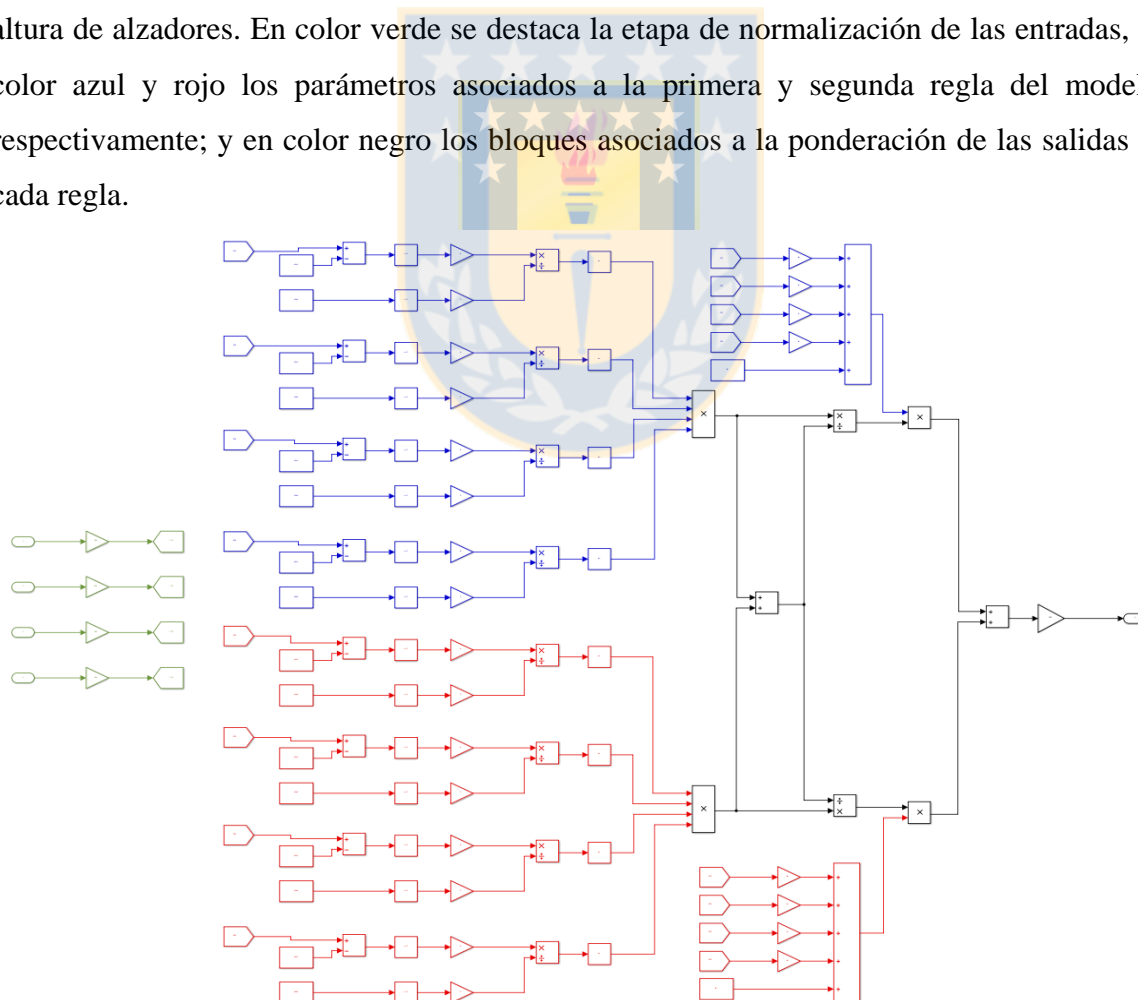 altura de alzadores. En color verde se destaca la etapa de normalización de las entradas,
color azul y rojo los parámetros asociados a la primera y segunda regla del
respectivamente; y en color negro los bloques asociados a la ponderación de las salidas
cada regla.